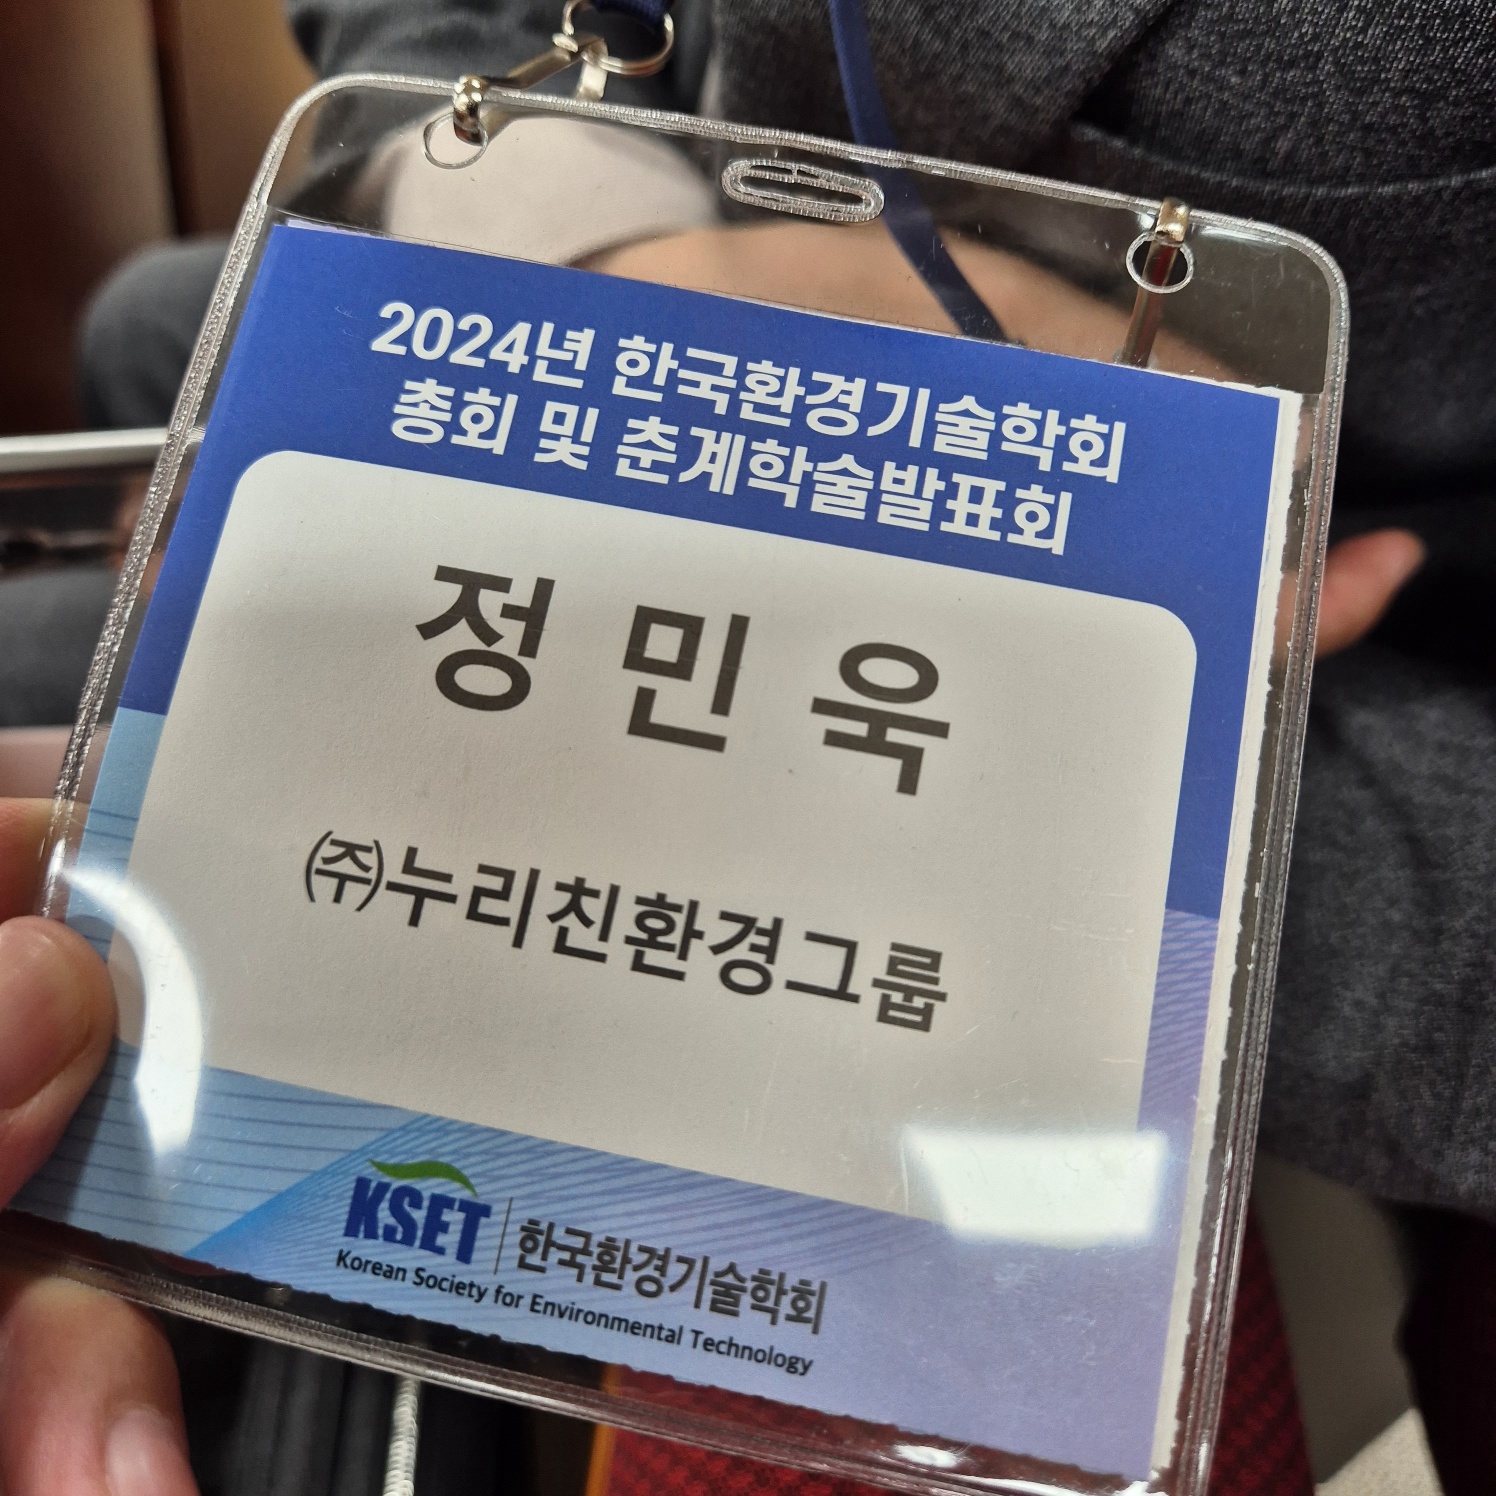 2024년 한국환경기술학회
총회 및 춘계학술발표회
정 민 욱
㈜누리친환경그룹
KSET 한국환경기술학회
Korean Society for Environmental Technology